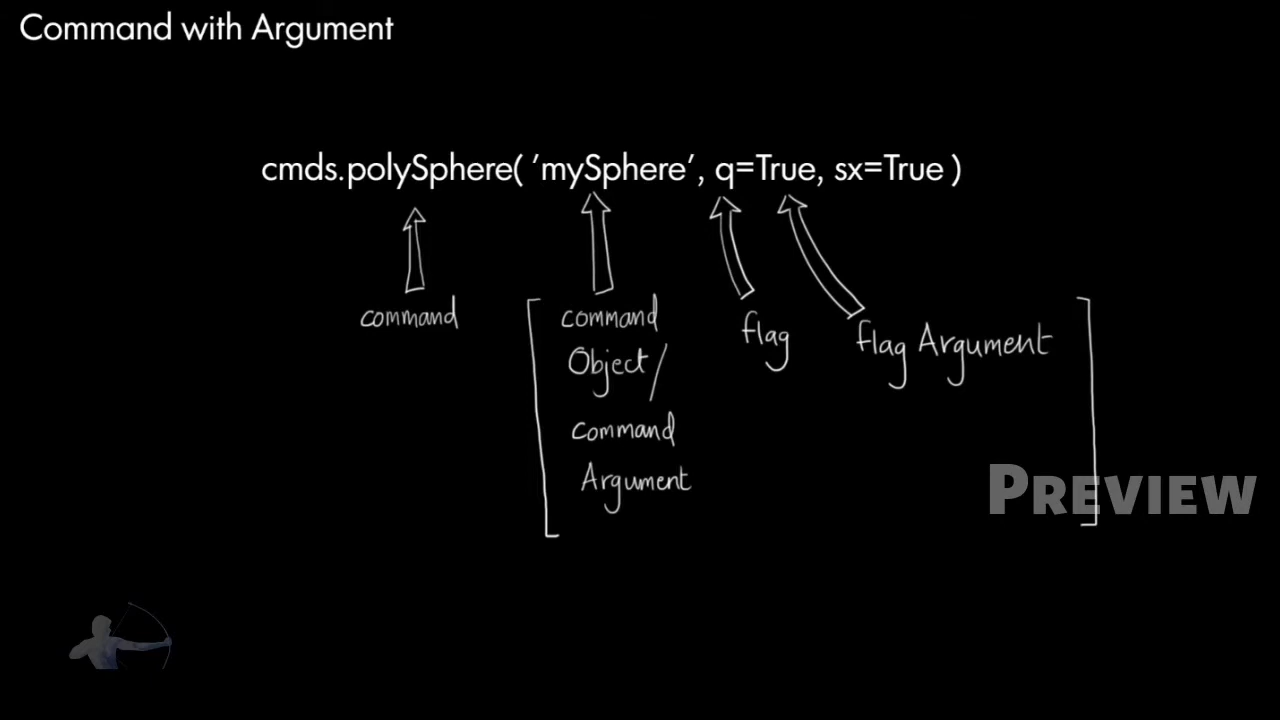 Command with Argument
cmds.polySphere( ’mySphere’, q=True, sx=True )
command
command
Object/
command
Argument
flag
flag Argument
PREVIEW